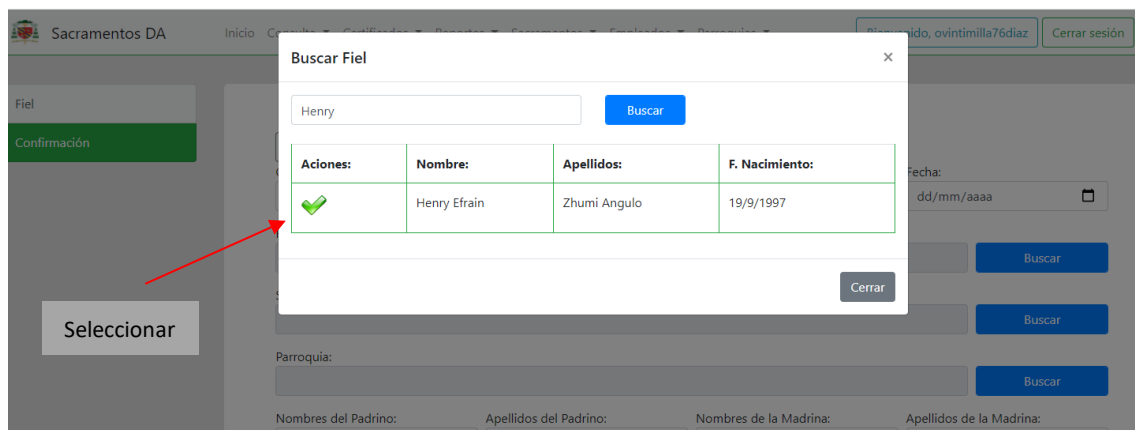 Sacramentos DA
Inicio
Bienvenido, ovintimilla76diaz
Cerrar sesión
Buscar Fiel
×
Fiel
Confirmación
Henry
Buscar
Aciones: Nombre: Apellidos: F. Nacimiento:
Henry Efrain Zhumi Angulo 19/9/1997
Fecha:
dd/mm/aaaa
Buscar
Cerrar
Seleccionar
Buscar
Parroquia:
Buscar
Nombres del Padrino: Apellidos del Padrino: Nombres de la Madrina: Apellidos de la Madrina: